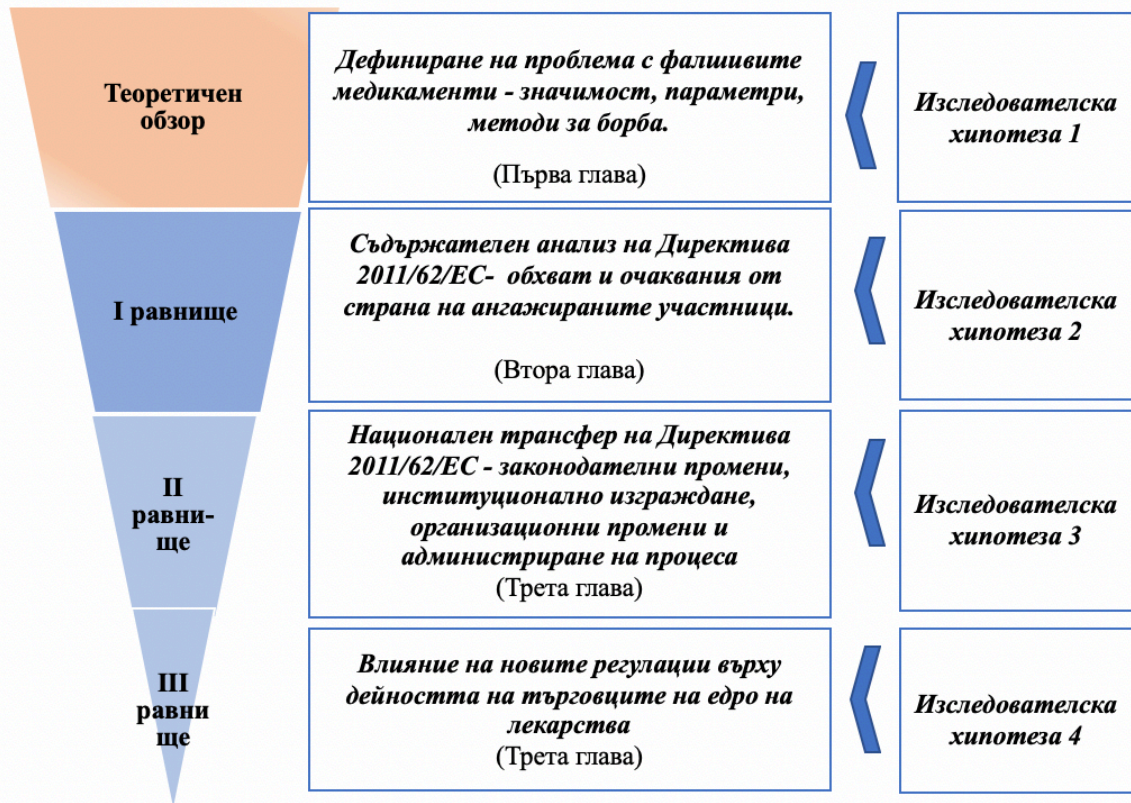 Теоретичен
обзор
Дефиниране на проблема с фалшивите
медикаменти - значимост, параметри,
методи за борба.
(Първа глава)
Изследователска
хипотеза 1
I равнище
Съдържателен анализ на Директива
2011/62/ЕС-  обхват и очаквания от
страна на ангажираните участници.
(Втора глава)
Изследователска
хипотеза 2
II
равни-
ще
Национален трансфер на Директива
2011/62/ЕС - законодателни промени,
институционално изграждане,
организационни промени и
администриране на процеса
(Трета глава)
Изследователска
хипотеза 3
III
равни
ще
Влияние на новите регулации върху
дейността на търговците на едро на
лекарства
(Трета глава)
Изследователска
хипотеза 4